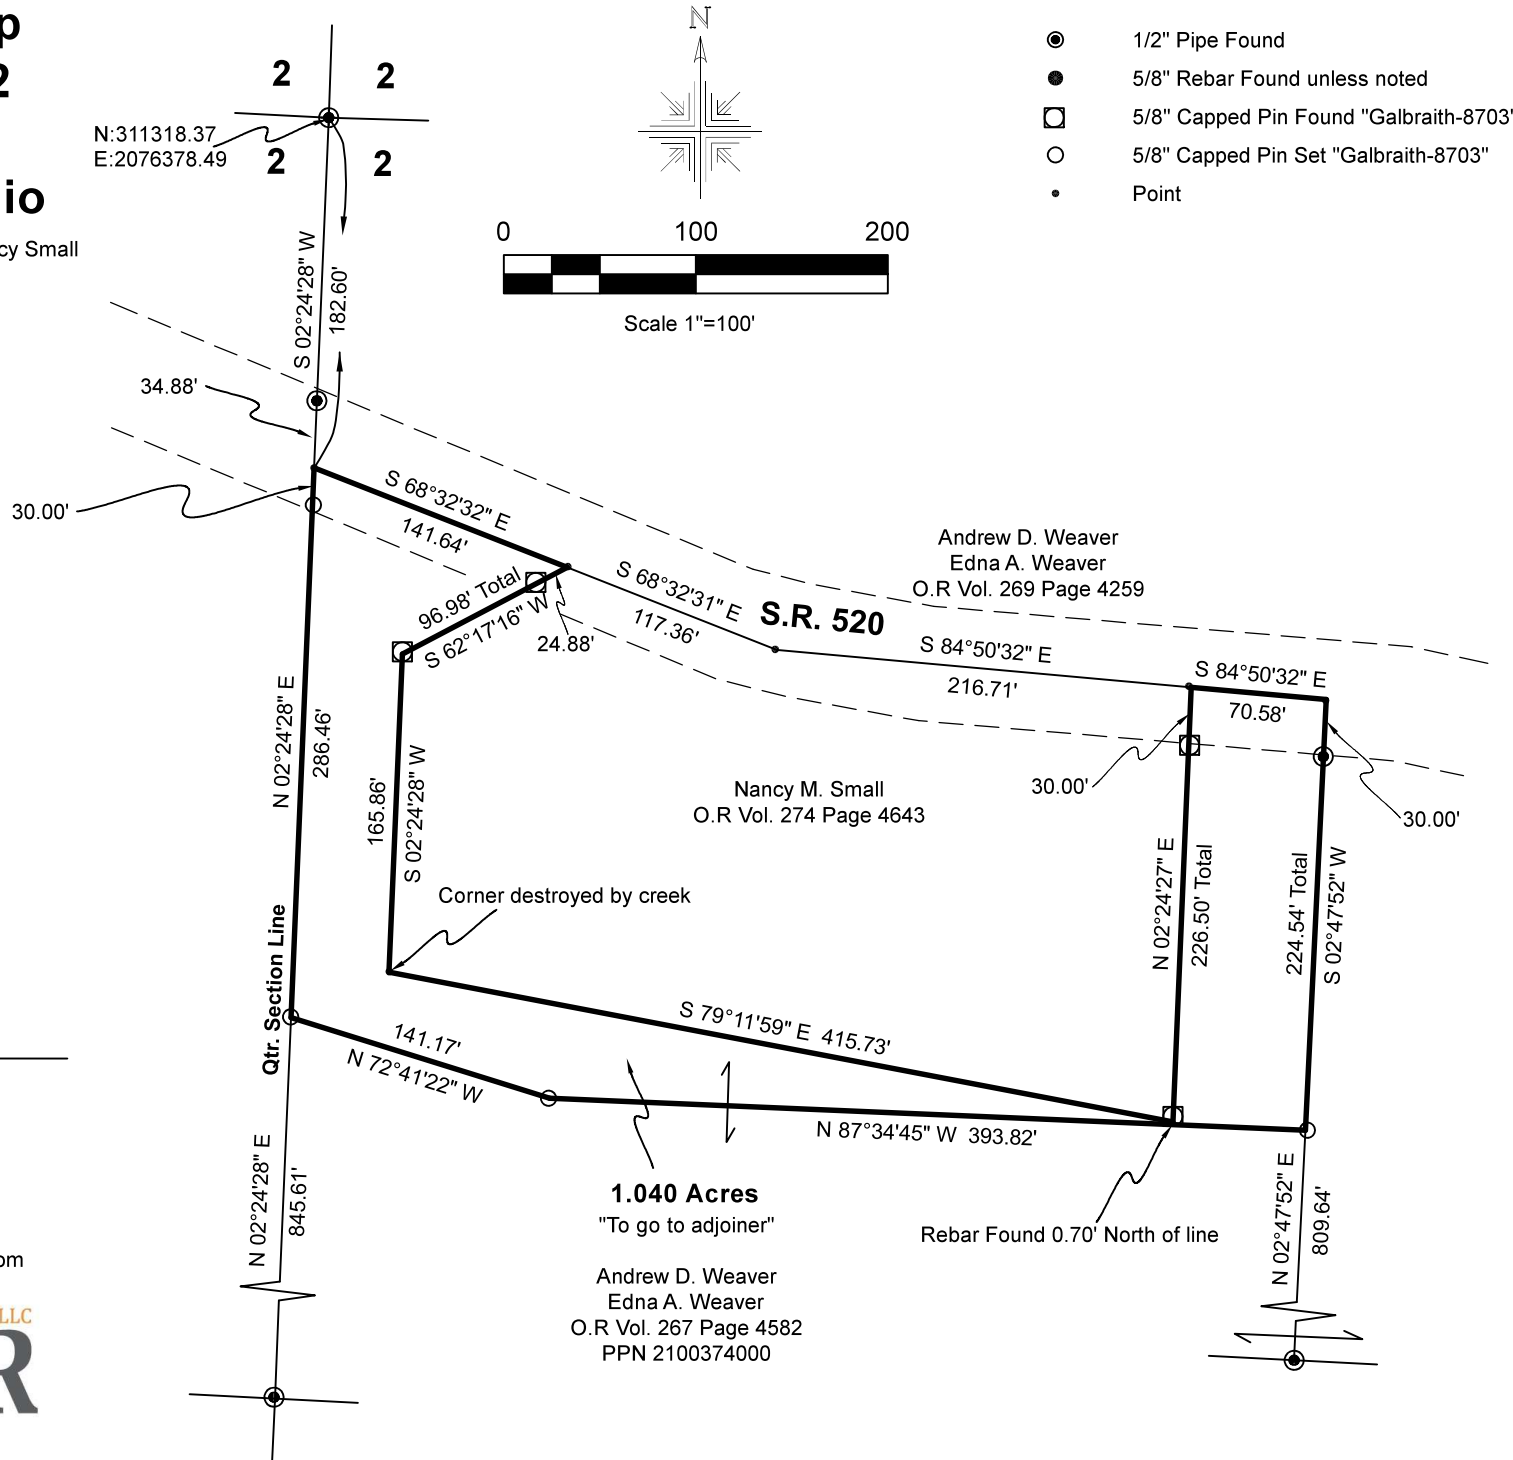 p
2
io
cy Small
N
1/2" Pipe Found
5/8" Rebar Found unless noted
5/8" Capped Pin Found "Galbraith-8703'
5/8" Capped Pin Set "Galbraith-8703"
Point
2 2
2 2
N:311318.37
E:2076378.49
0 100 200
Scale 1"=100'
S 02°24'28" W
182.60'
34.88'
30.00'
S 68°32'32" E
141.64'
96.98' Total
S 62°17'16" W
24.88'
S 68°32'31" E
117.36'
S.R. 520
Andrew D. Weaver
Edna A. Weaver
O.R Vol. 269 Page 4259
S 84°50'32" E
216.71'
S 84°50'32" E
70.58'
30.00'
30.00'
N 02°24'28" E
286.46'
165.86'
S 02°24'28" W
Nancy M. Small
O.R Vol. 274 Page 4643
N 02°24'27" E
226.50' Total
224.54' Total
S 02°47'52" W
Corner destroyed by creek
Qtr. Section Line
S 79°11'59" E 415.73'
141.17'
N 72°41'22" W
N 87°34'45" W 393.82'
1.040 Acres
"To go to adjoiner"
Rebar Found 0.70' North of line
Andrew D. Weaver
Edna A. Weaver
O.R Vol. 267 Page 4582
PPN 2100374000
N 02°24'28" E
845.61'
N 02°47'52" E
809.64'
om
LLC
R